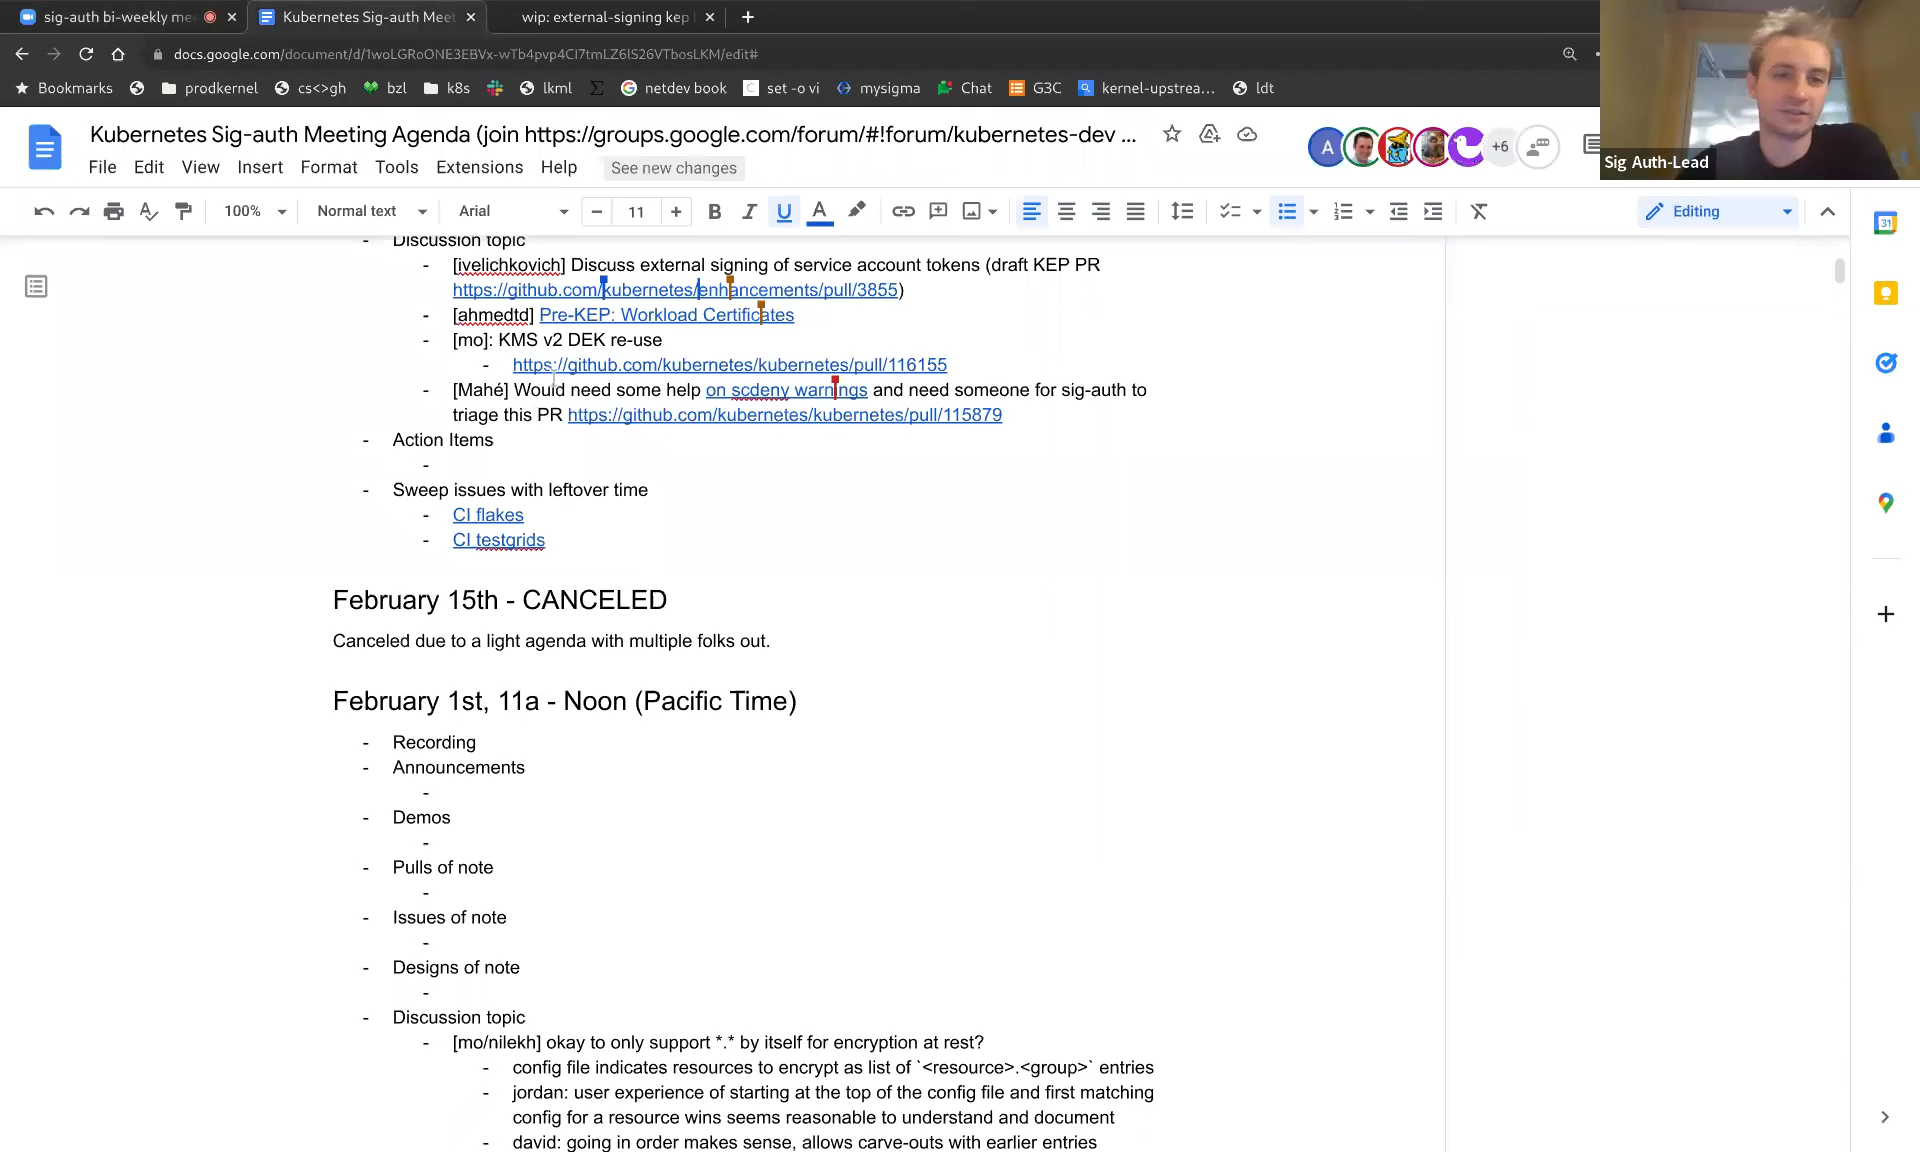 sig-auth bi-weekly me
Kubernetes Sig-auth Meet
wip: external-signing kep
docs.google.com/document/d/1woLGRoONE3EBVx-wTb4pvp4CI7tmLZ6lS26VTbosLKM/edit#
Bookmarks
prodkernel
cs<>gh
bzl
k8s
lkml
netdev book
set -o vi
mysigma
Chat
G3C
kernel-upstrea…
ldt
Kubernetes Sig-auth Meeting Agenda (join https://groups.google.com/forum/#!forum/kubernetes-dev ...
A
+6
Sig Auth-Lead
File Edit View Insert Format Tools Extensions Help See new changes
100% Normal text Arial − 11 + B I U A Editing
31
- Discussion topic
- [ivelichkovich] Discuss external signing of service account tokens (draft KEP PR
https://github.com/kubernetes/enhancements/pull/3855)
- [ahmedtd] Pre-KEP: Workload Certificates
- [mo]: KMS v2 DEK re-use
- https://github.com/kubernetes/kubernetes/pull/116155
- [Mahé] Would need some help on scdeny warnings and need someone for sig-auth to
triage this PR https://github.com/kubernetes/kubernetes/pull/115879
- Action Items
-
- Sweep issues with leftover time
- CI flakes
- CI testgrids
February 15th - CANCELED
Canceled due to a light agenda with multiple folks out.
February 1st, 11a - Noon (Pacific Time)
- Recording
- Announcements
-
- Demos
-
- Pulls of note
-
- Issues of note
-
- Designs of note
-
- Discussion topic
- [mo/nilekh] okay to only support *.* by itself for encryption at rest?
- config file indicates resources to encrypt as list of `<resource>.<group>` entries
- jordan: user experience of starting at the top of the config file and first matching
config for a resource wins seems reasonable to understand and document
- david: going in order makes sense, allows carve-outs with earlier entries